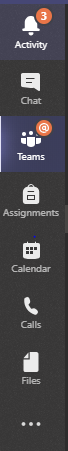 3
Activity
Chat
@
Teams
Assignments
Calendar
Calls
Files